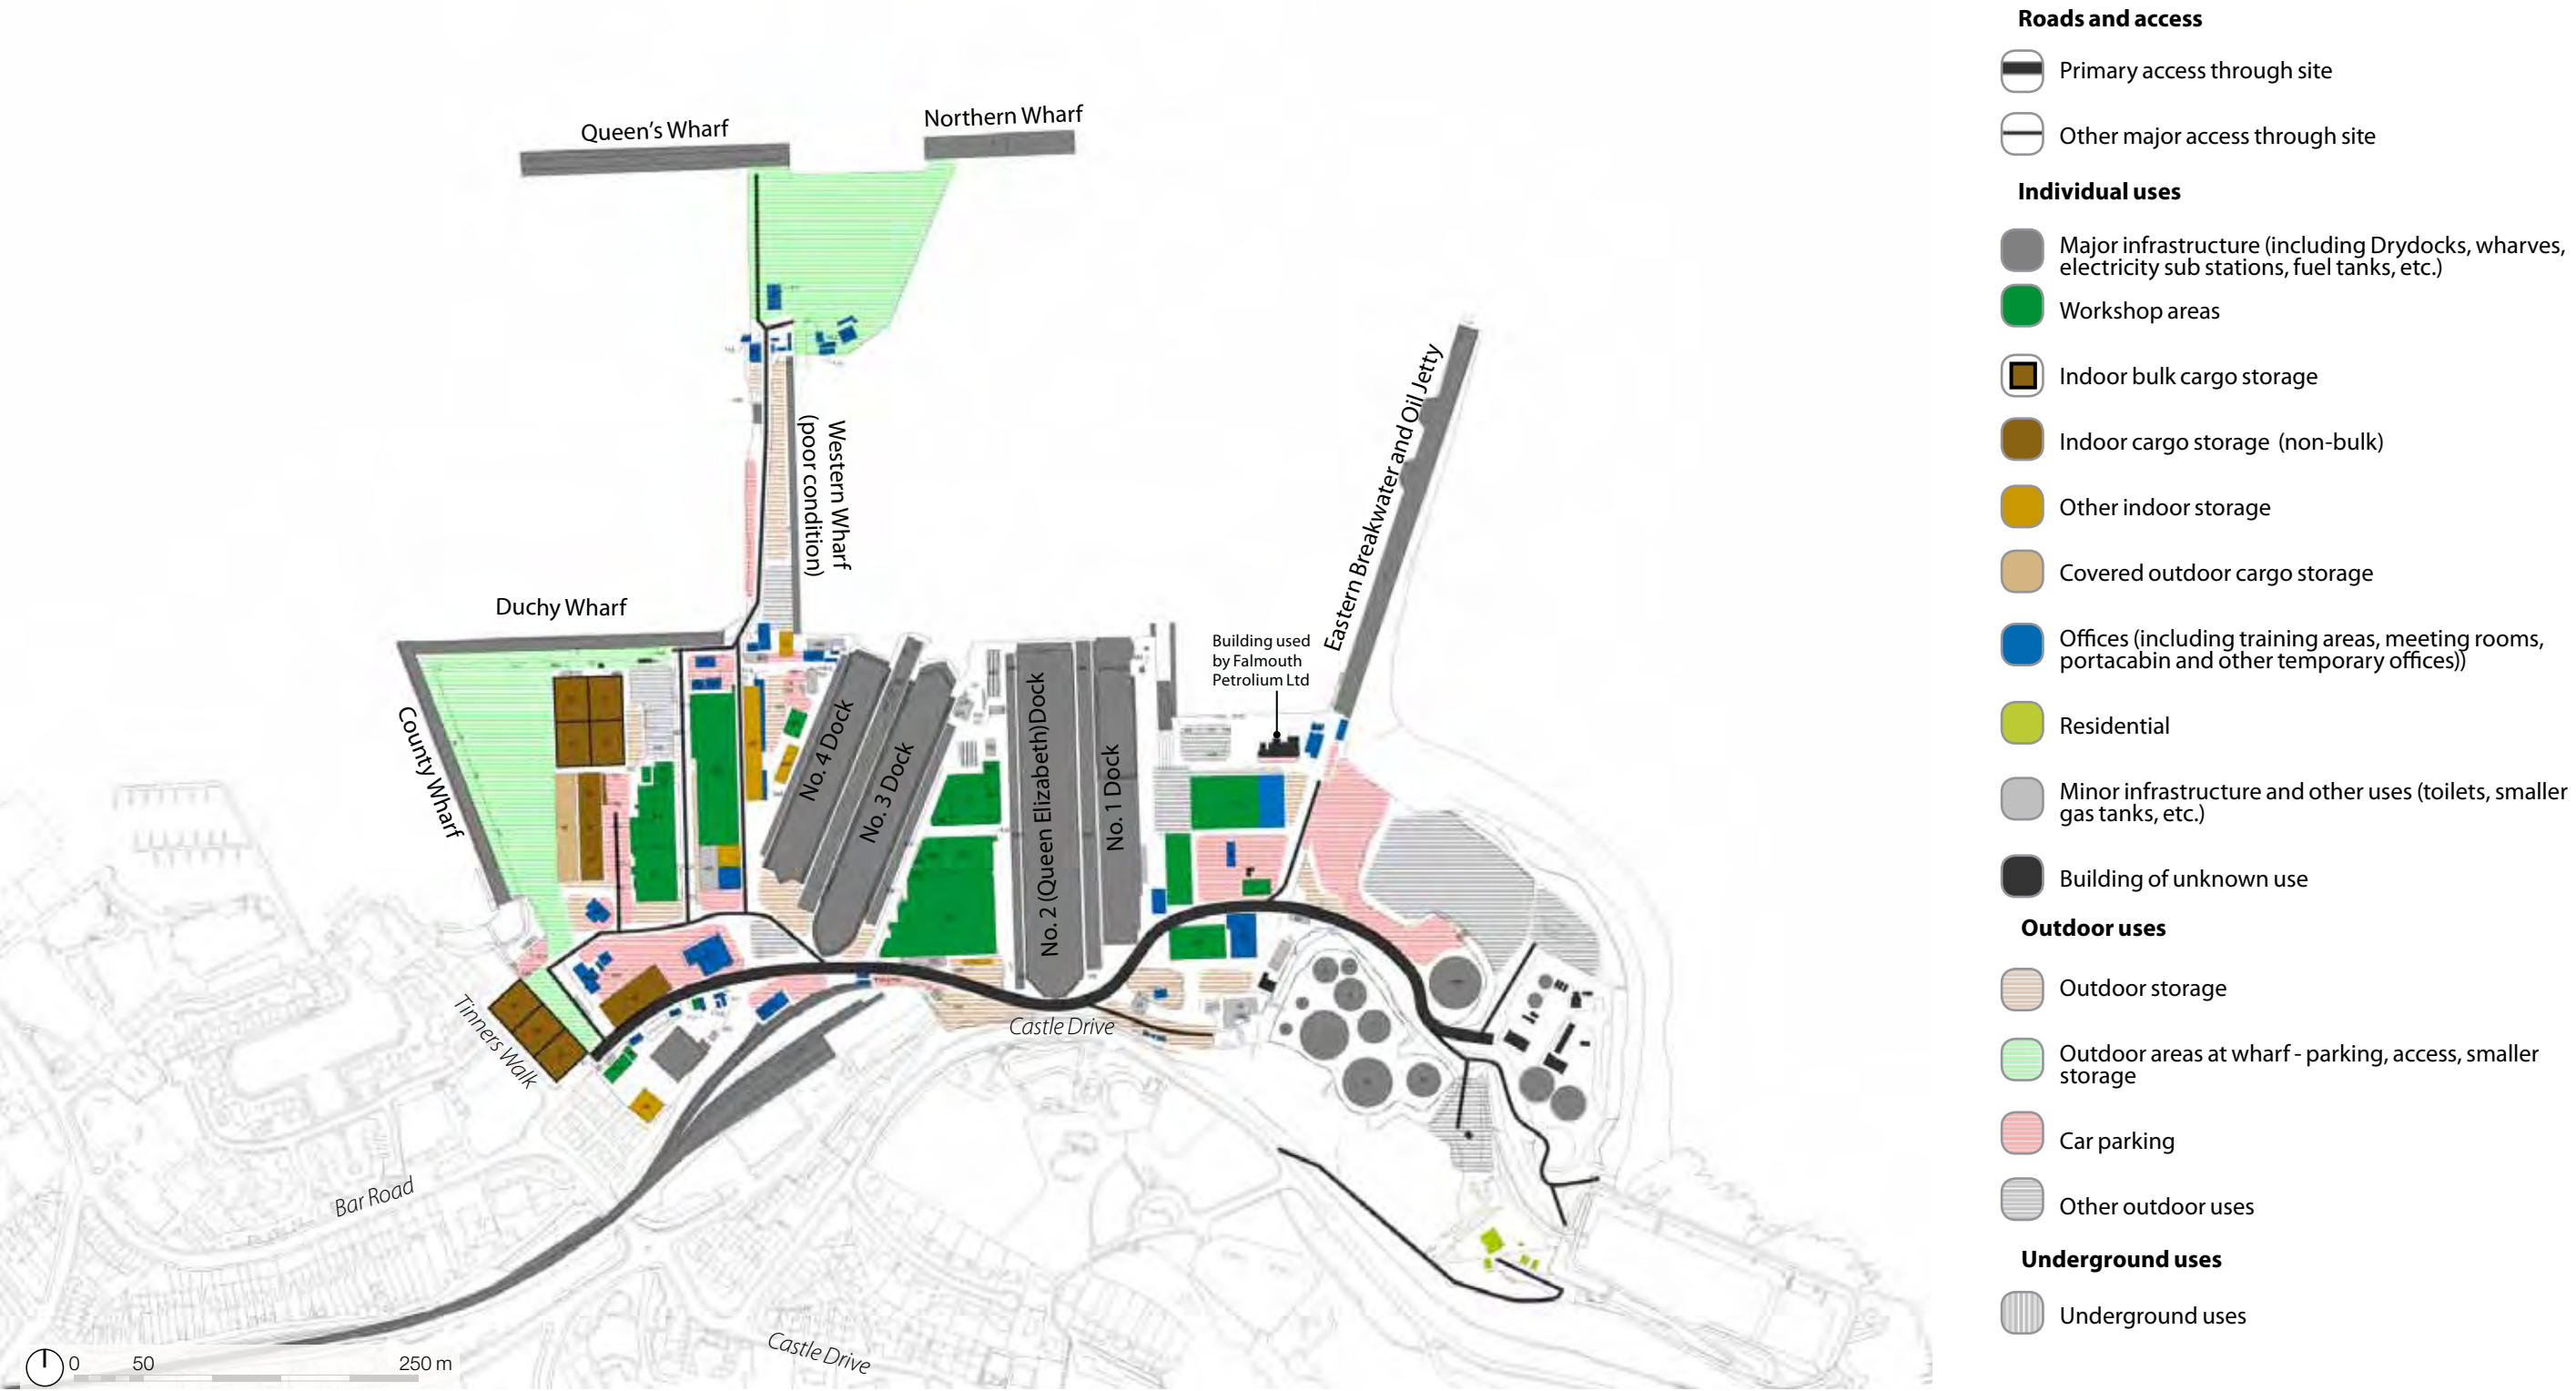 Queen's Wharf
Northern Wharf
Western Wharf
(poor condition)
Eastern Breakwater and Oil Jetty
Duchy Wharf
County Wharf
Building used
by Falmouth
Petrolium Ltd
No. 4 Dock
No. 3 Dock
No. 2 (Queen Elizabeth)Dock
No. 1 Dock
Tinners Walk
Castle Drive
Bar Road
Castle Drive
0 50 250 m
Roads and access
Primary access through site
Other major access through site
Individual uses
Major infrastructure (including Drydocks, wharves,
electricity sub stations, fuel tanks, etc.)
Workshop areas
Indoor bulk cargo storage
Indoor cargo storage (non-bulk)
Other indoor storage
Covered outdoor cargo storage
Offices (including training areas, meeting rooms,
portacabin and other temporary offices))
Residential
Minor infrastructure and other uses (toilets, smaller
gas tanks, etc.)
Building of unknown use
Outdoor uses
Outdoor storage
Outdoor areas at wharf - parking, access, smaller
storage
Car parking
Other outdoor uses
Underground uses
Underground uses